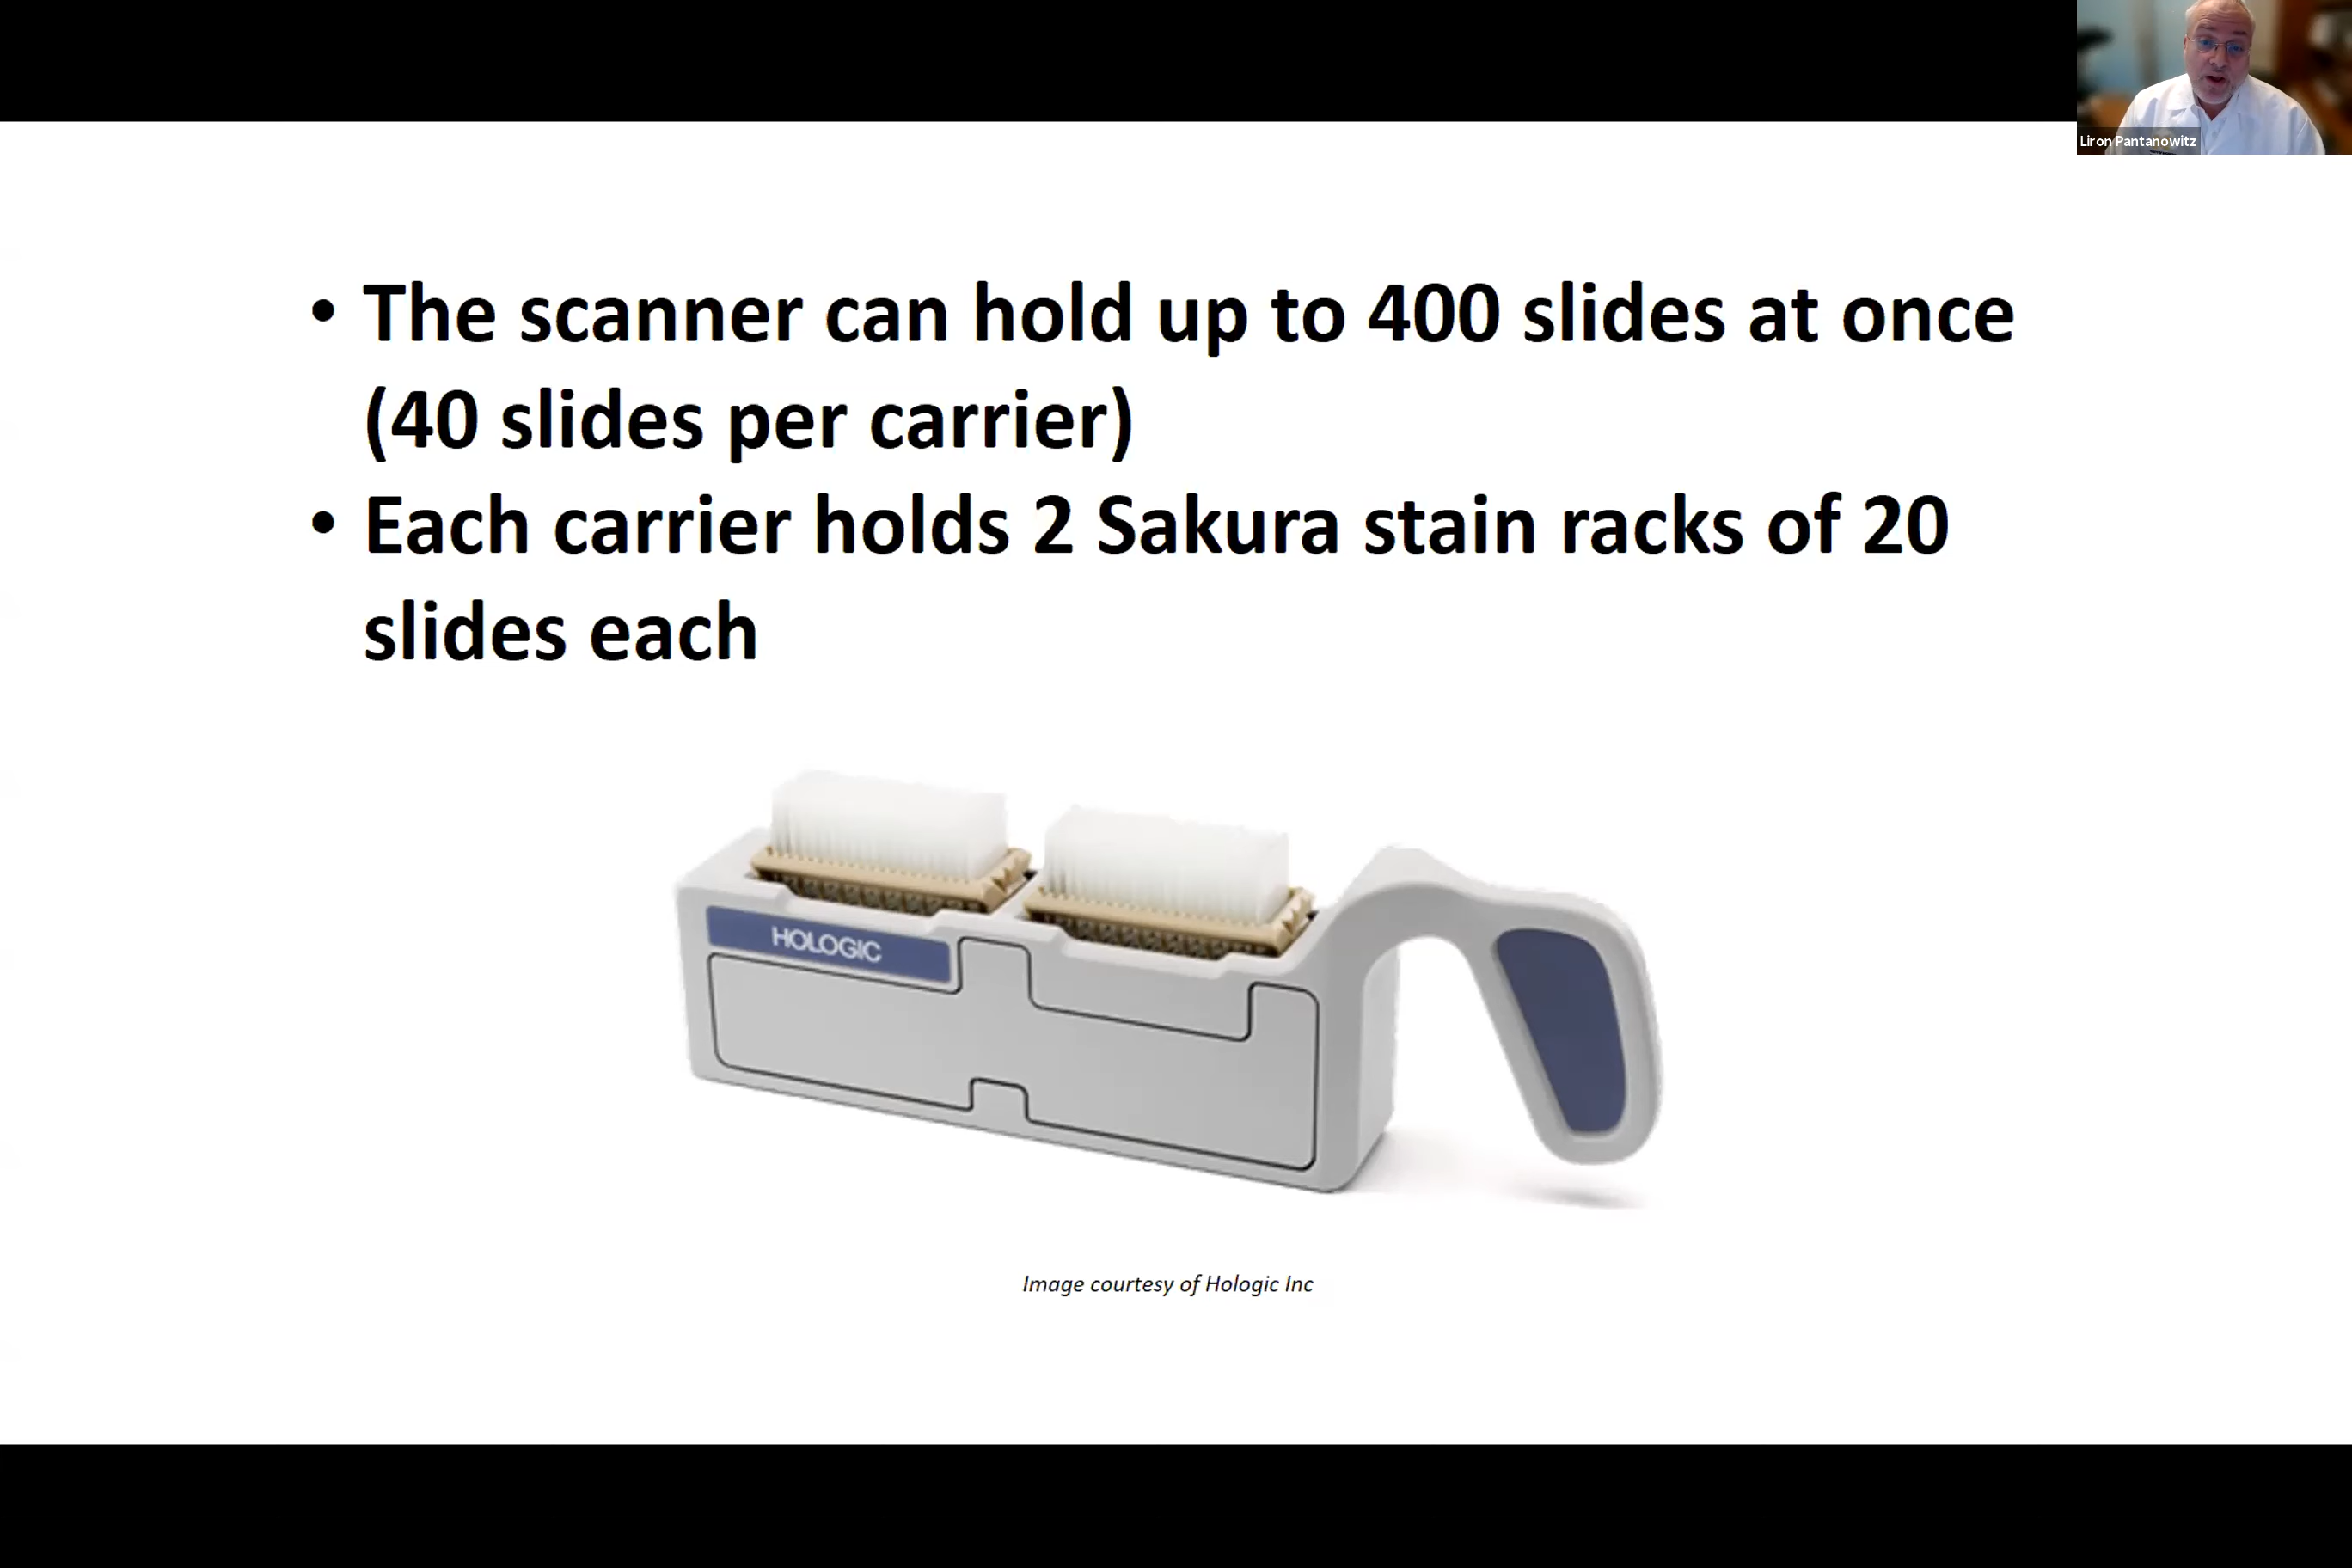 Liron Pantanowitz
• The scanner can hold up to 400 slides at once
(40 slides per carrier)
• Each carrier holds 2 Sakura stain racks of 20
slides each
HOLOGIC
Image courtesy of Hologic Inc